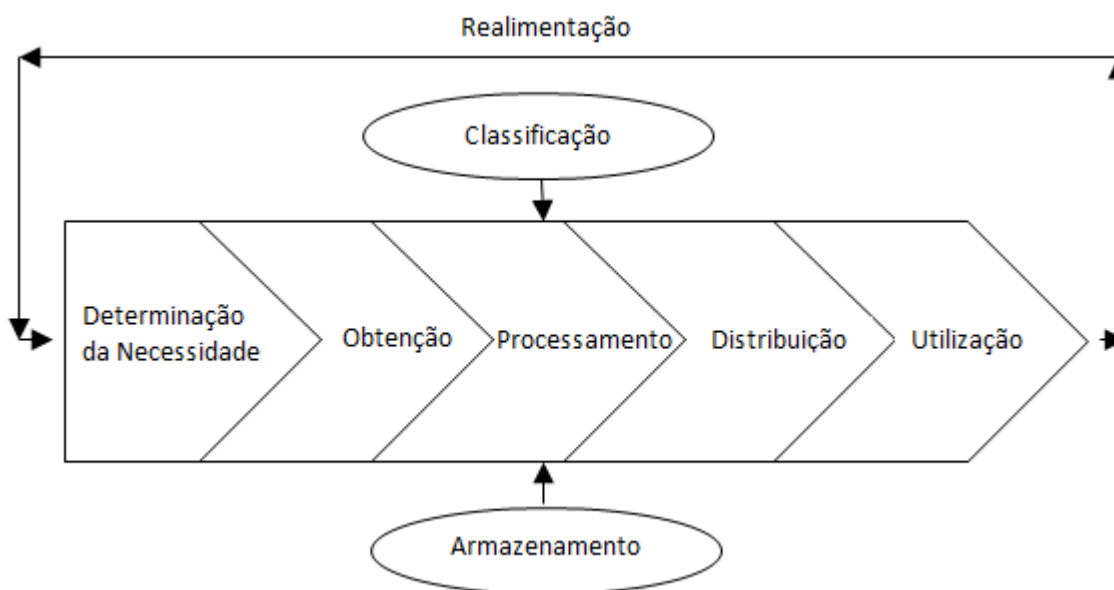 Realimentação
Classificação
Determinação
da Necessidade
Obtenção
Processamento
Distribuição
Utilização
Armazenamento